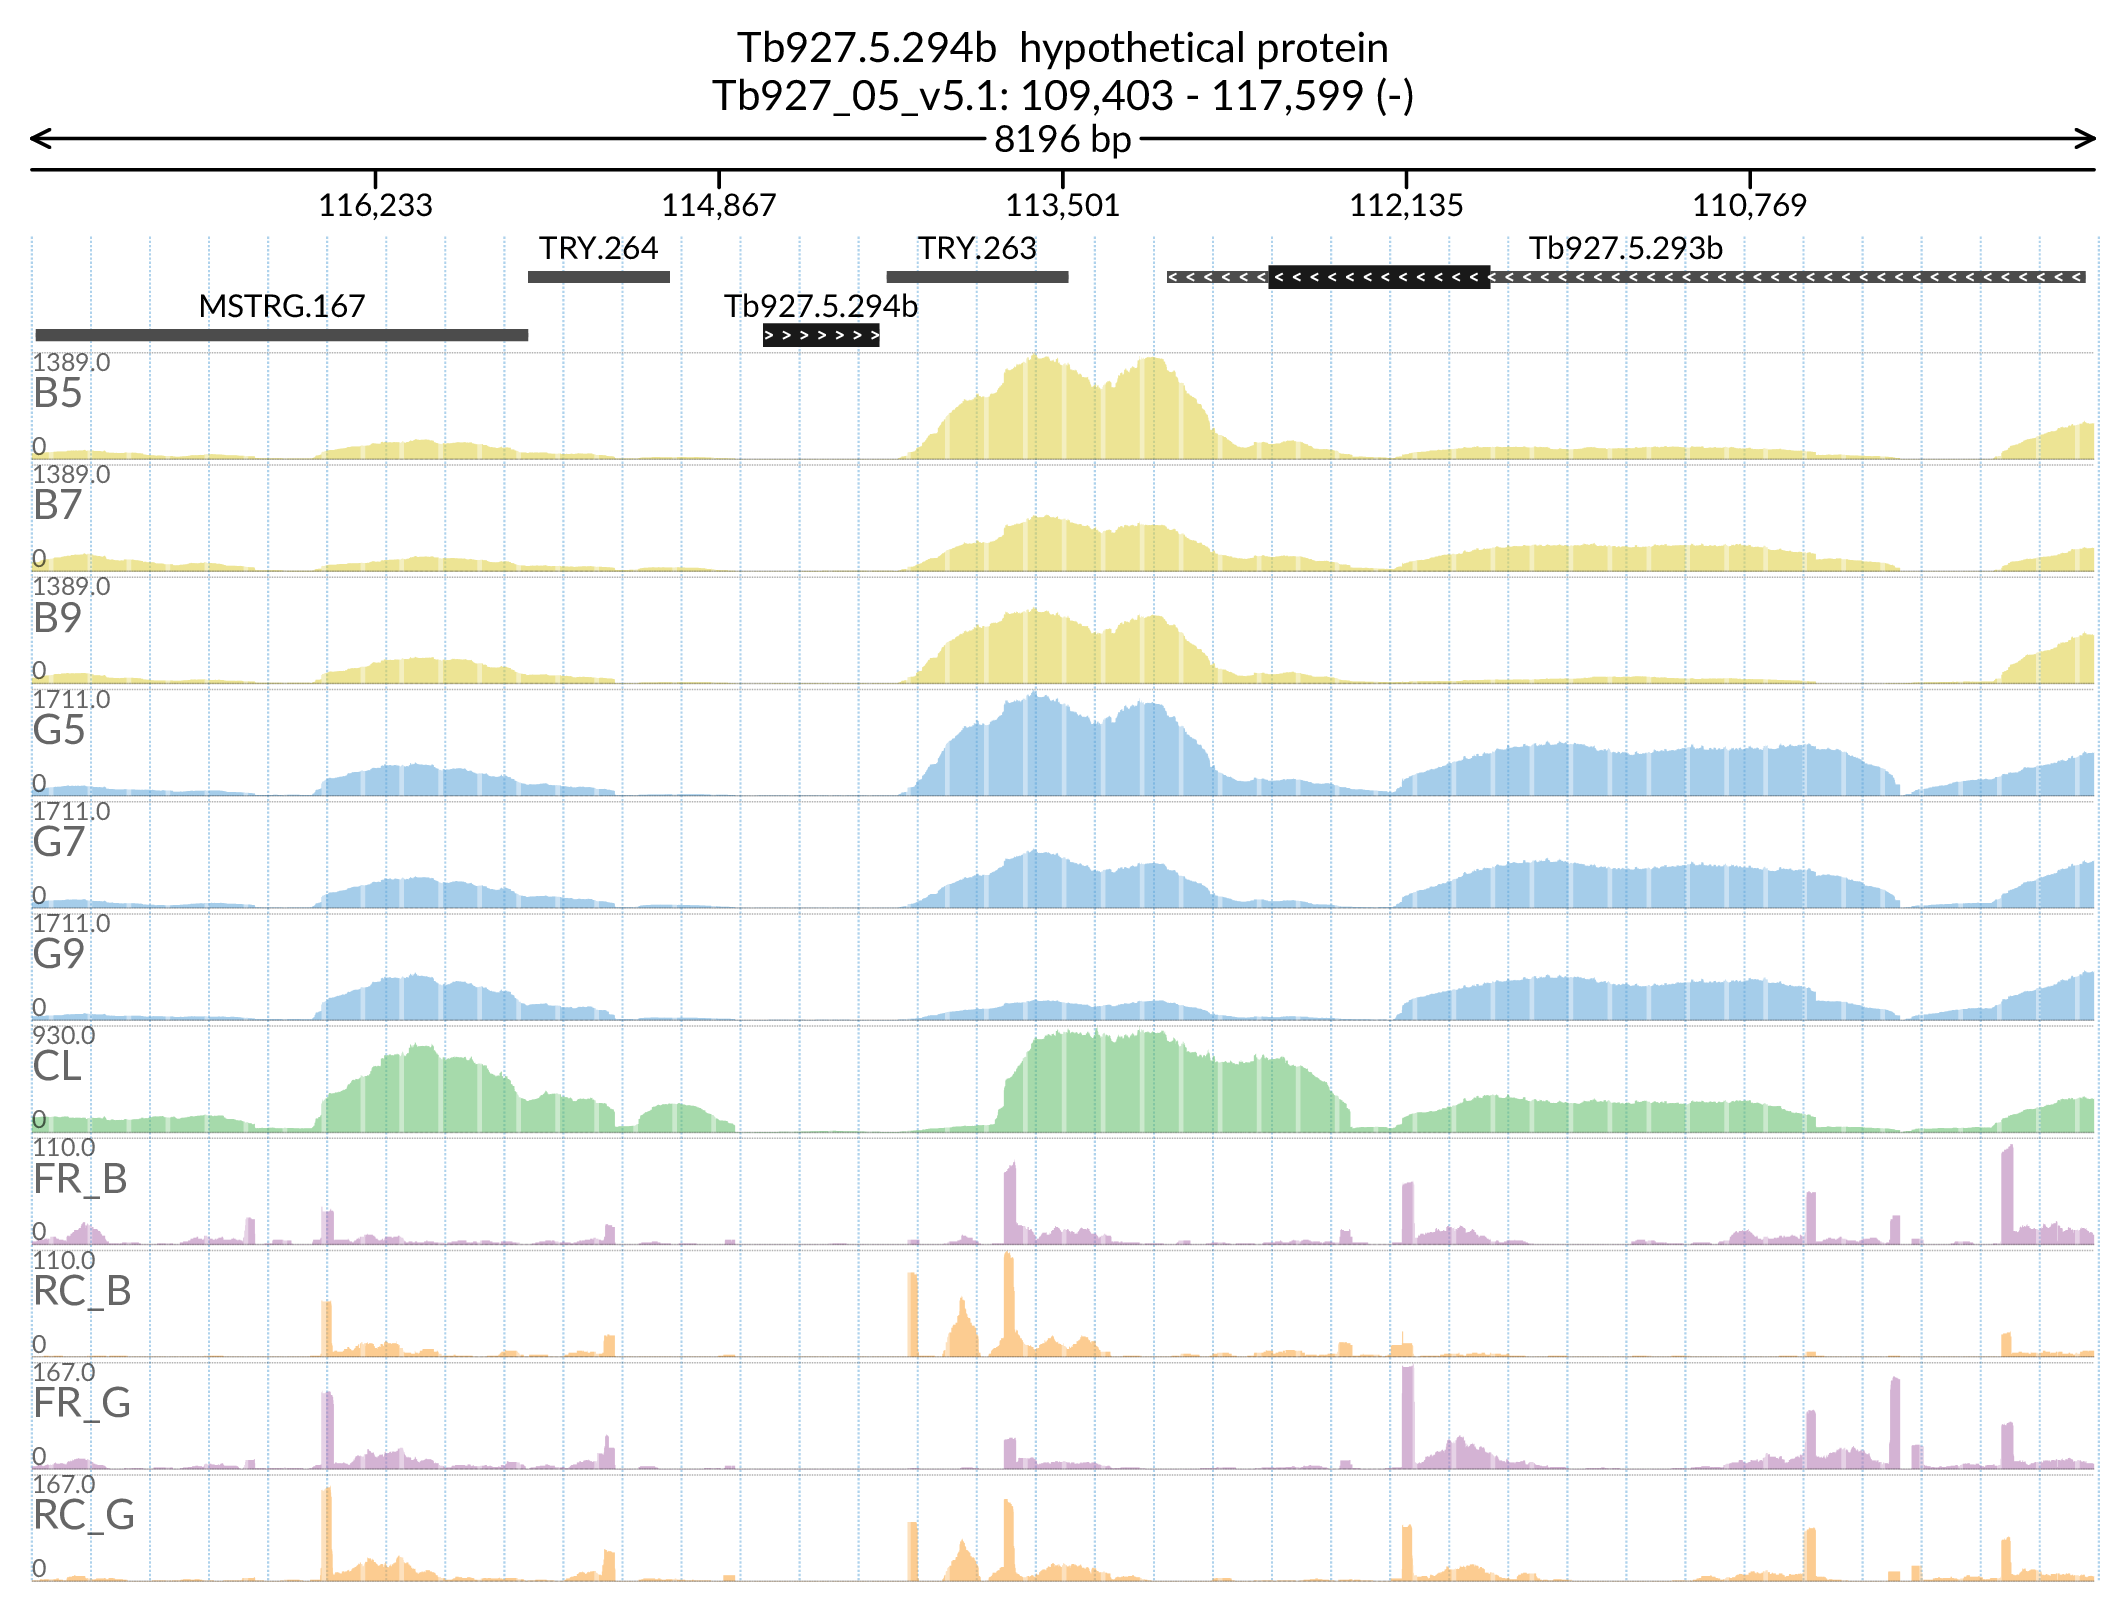 Tb927.5.294b hypothetical protein
Tb927_05_v5.1: 109,403 - 117,599 (-)
8196 bp
116,233 114,867 113,501 112,135 110,769
TRY.264 TRY.263 Tb927.5.293b
MSTRG.167 Tb927.5.294b
1389.0
B5
0
1389.0
B7
0
1389.0
B9
0
1711.0
G5
0
1711.0
G7
0
1711.0
G9
0
930.0
CL
0
110.0
FR_B
0
110.0
RC_B
0
167.0
FR_G
0
167.0
RC_G
0